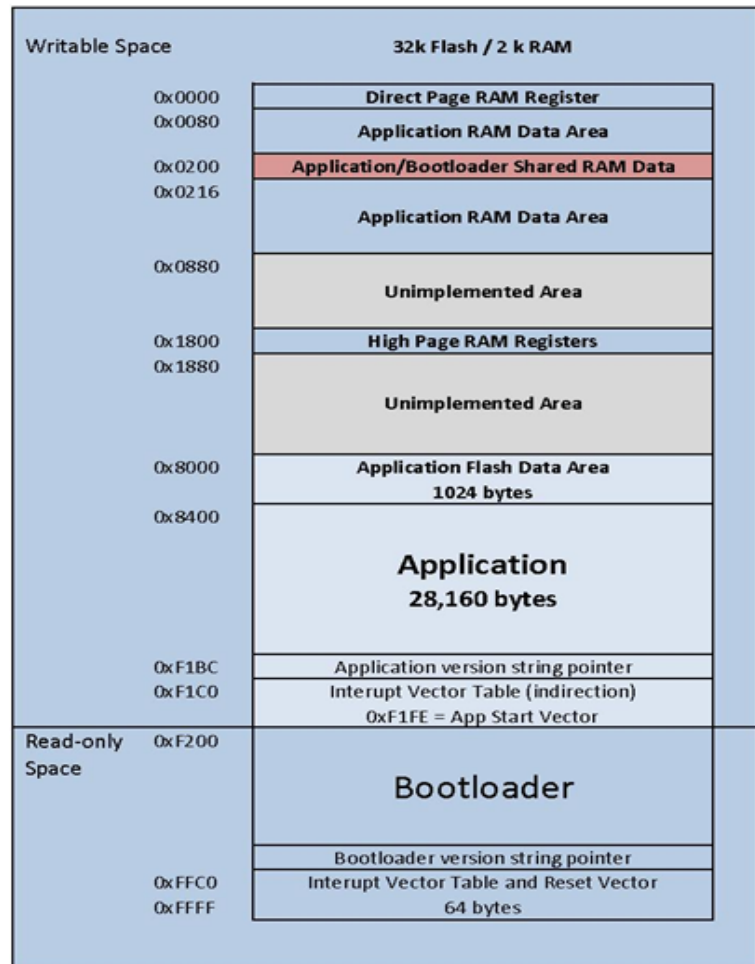 Writable Space 32k Flash / 2 k RAM
0x0000 Direct Page RAM Register
0x0080
Application RAM Data Area
0x0200 Application/Bootloader Shared RAM Data
0x0216
Application RAM Data Area
0x0880
Unimplemented Area
0x1800 High Page RAM Registers
0x1880
Unimplemented Area
0x8000 Application Flash Data Area
1024 bytes
0x8400
Application
28,160 bytes
0xF1BC Application version string pointer
0xF1C0 Interupt Vector Table (indirection)
0xF1FE = App Start Vector
Read-only 0xF200
Space
Bootloader
Bootloader version string pointer
0xFFC0 Interupt Vector Table and Reset Vector
0xFFFF 64 bytes